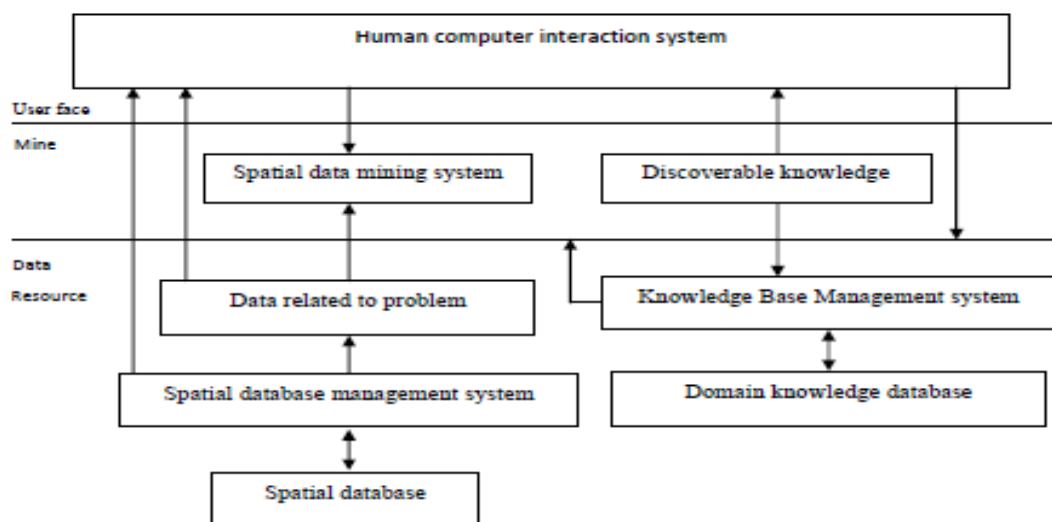 Human computer interaction system
User face
Mine
Spatial data mining system
Discoverable knowledge
Data
Resource
Data related to problem
Knowledge Base Management system
Spatial database management system
Domain knowledge database
Spatial database